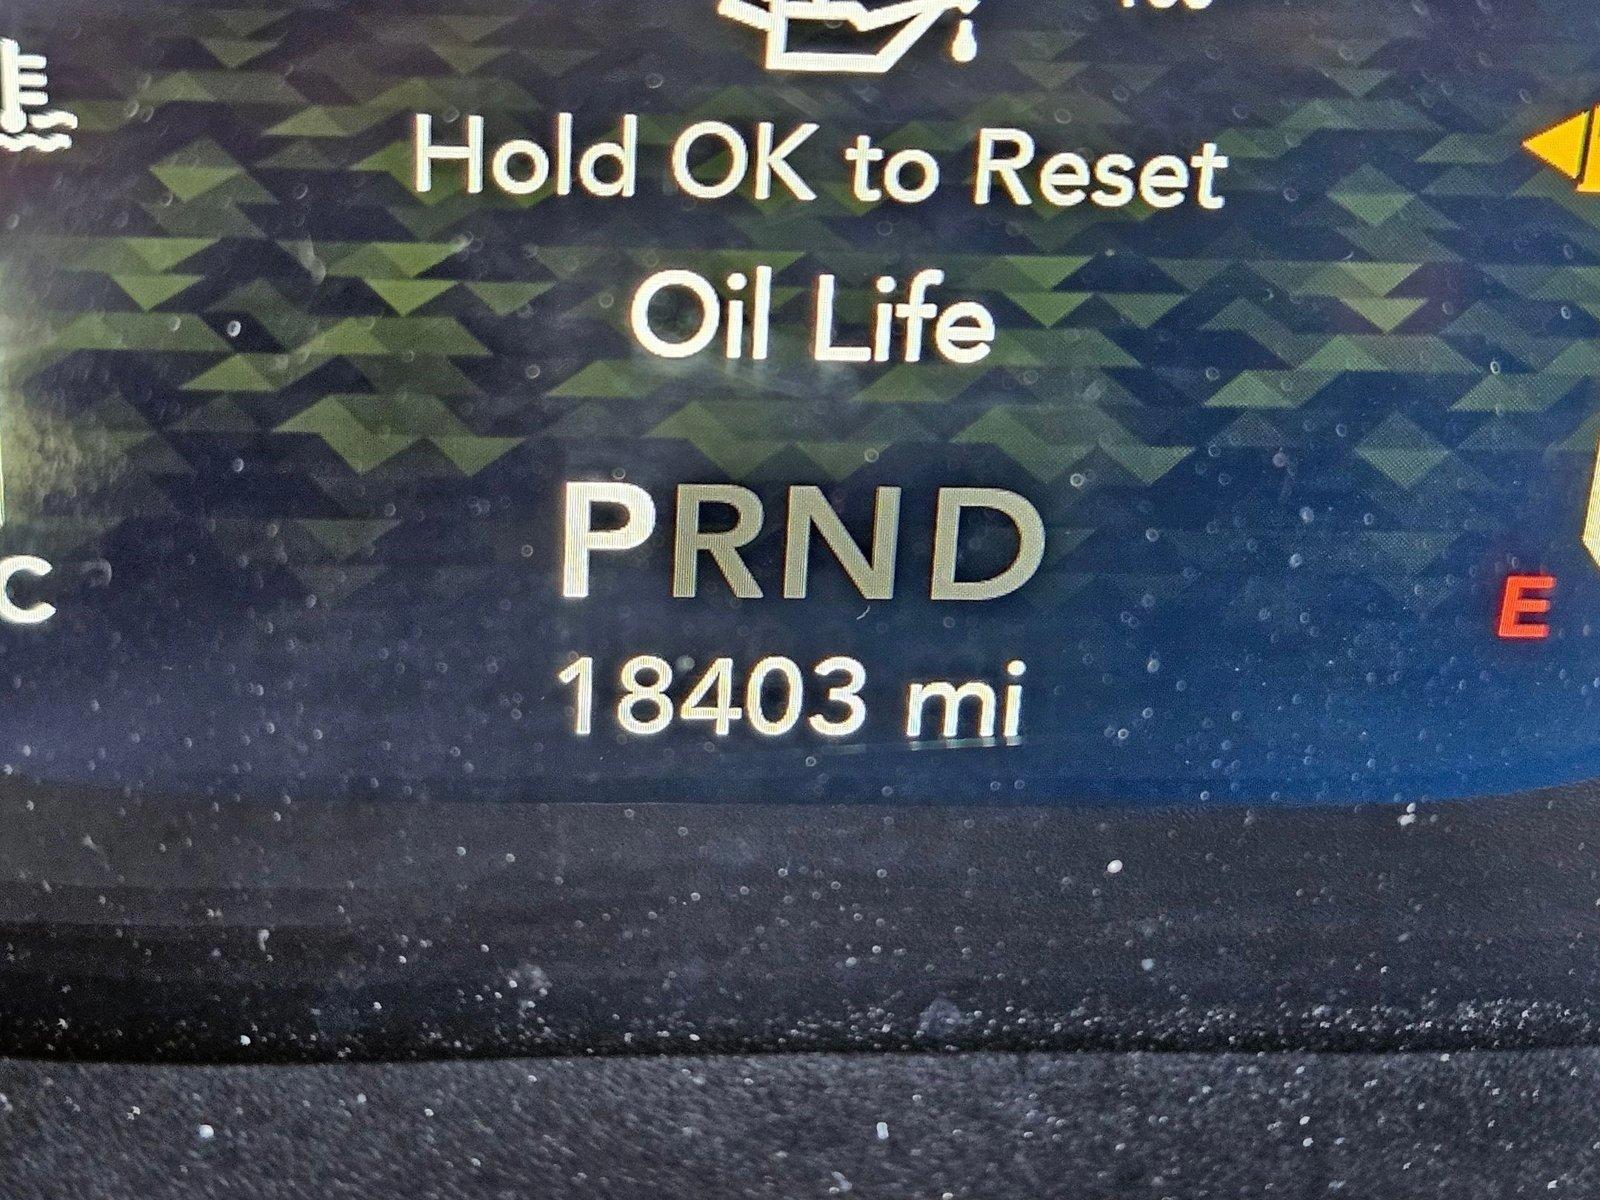 Hold OK to Reset
Oil Life
C
PRND
E
18403 mi